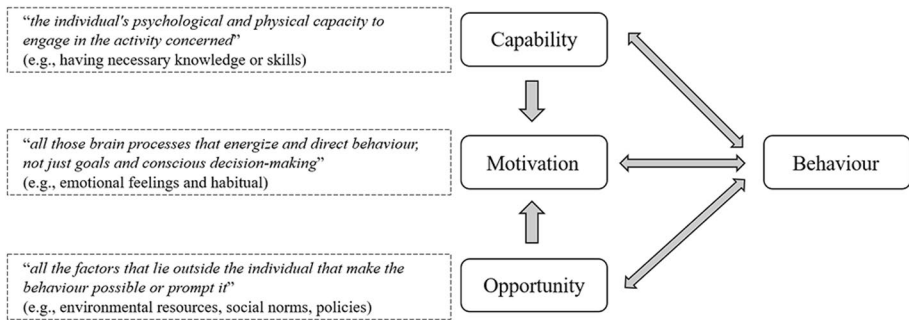 “the individual's psychological and physical capacity to
engage in the activity concerned”
(e.g., having necessary knowledge or skills)
Capability
“all those brain processes that energize and direct behaviour,
not just goals and conscious decision-making”
(e.g., emotional feelings and habitual)
Motivation
Behaviour
“all the factors that lie outside the individual that make the
behaviour possible or prompt it”
(e.g., environmental resources, social norms, policies)
Opportunity